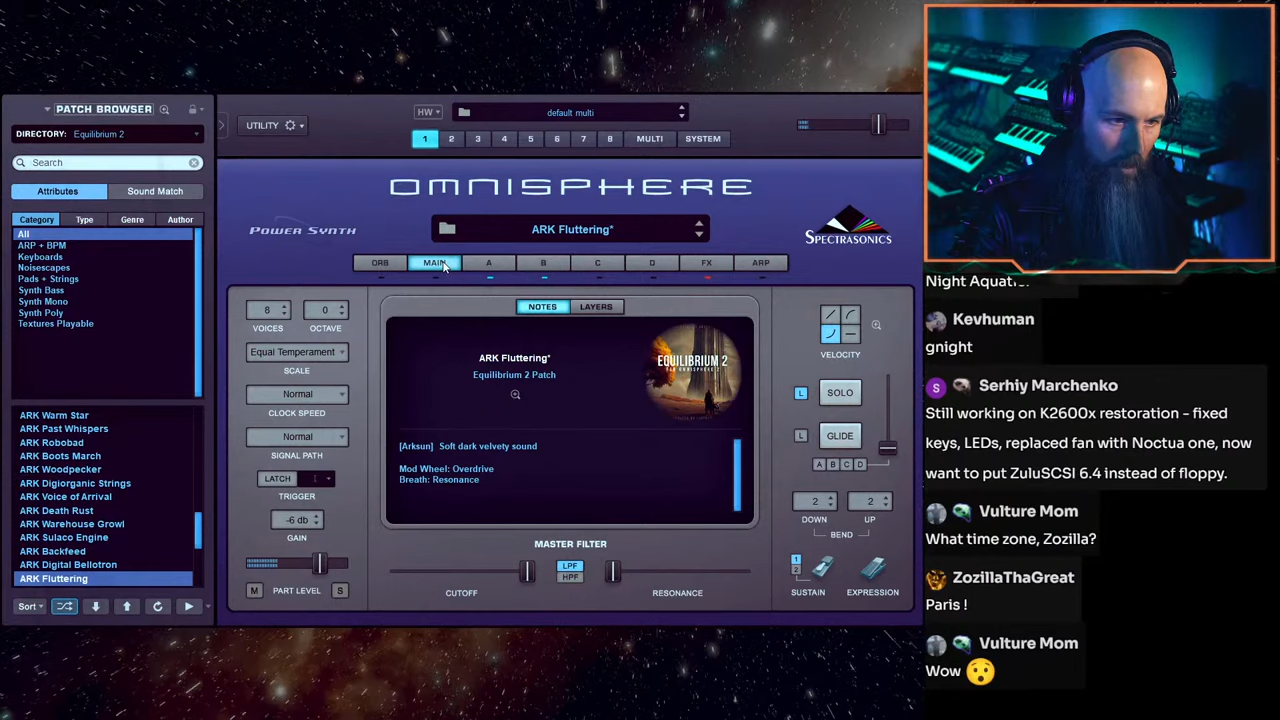 PATCH BROWSER
DIRECTORY: Equilibrium 2
Search
Attributes
Sound Match
Category
Type
Genre
Author
All
ARP + BPM
Keyboards
Noisescapes
Pads + Strings
Synth Bass
Synth Mono
Synth Poly
Textures Playable
ARK Warm Star
ARK Past Whispers
ARK Robobad
ARK Boots March
ARK Woodpecker
ARK Digiorganic Strings
ARK Voice of Arrival
ARK Death Rust
ARK Warehouse Growl
ARK Sulaco Engine
ARK Backfeed
ARK Digital Bellotron
ARK Fluttering
Sort
UTILITY
HW
default multi
1 2 3 4 5 6 7 8 MULTI SYSTEM
OMNISPHERE
POWER SYNTH
ARK Fluttering*
SPECTRASONICS
ORB MAIN A B C D FX ARP
8
0
VOICES
OCTAVE
Equal Temperament
SCALE
Normal
CLOCK SPEED
Normal
SIGNAL PATH
LATCH
TRIGGER
-6 db
GAIN
M PART LEVEL S
NOTES
LAYERS
ARK Fluttering*
Equilibrium 2 Patch
EQUILIBRIUM 2
[Arksun] Soft dark velvety sound
Mod Wheel: Overdrive
Breath: Resonance
MASTER FILTER
LPF
HPF
CUTOFF
RESONANCE
VELOCITY
L SOLO
L GLIDE
A B C D
2
2
DOWN
UP
BEND
1
2
SUSTAIN
EXPRESSION
Kevhuman
gnight
S Serhiy Marchenko
Still working on K2600x restoration - fixed
keys, LEDs, replaced fan with Noctua one, now
want to put ZuluSCSI 6.4 instead of floppy.
Vulture Mom
What time zone, Zozilla?
ZozillaThaGreat
Paris !
Vulture Mom
Wow 😯